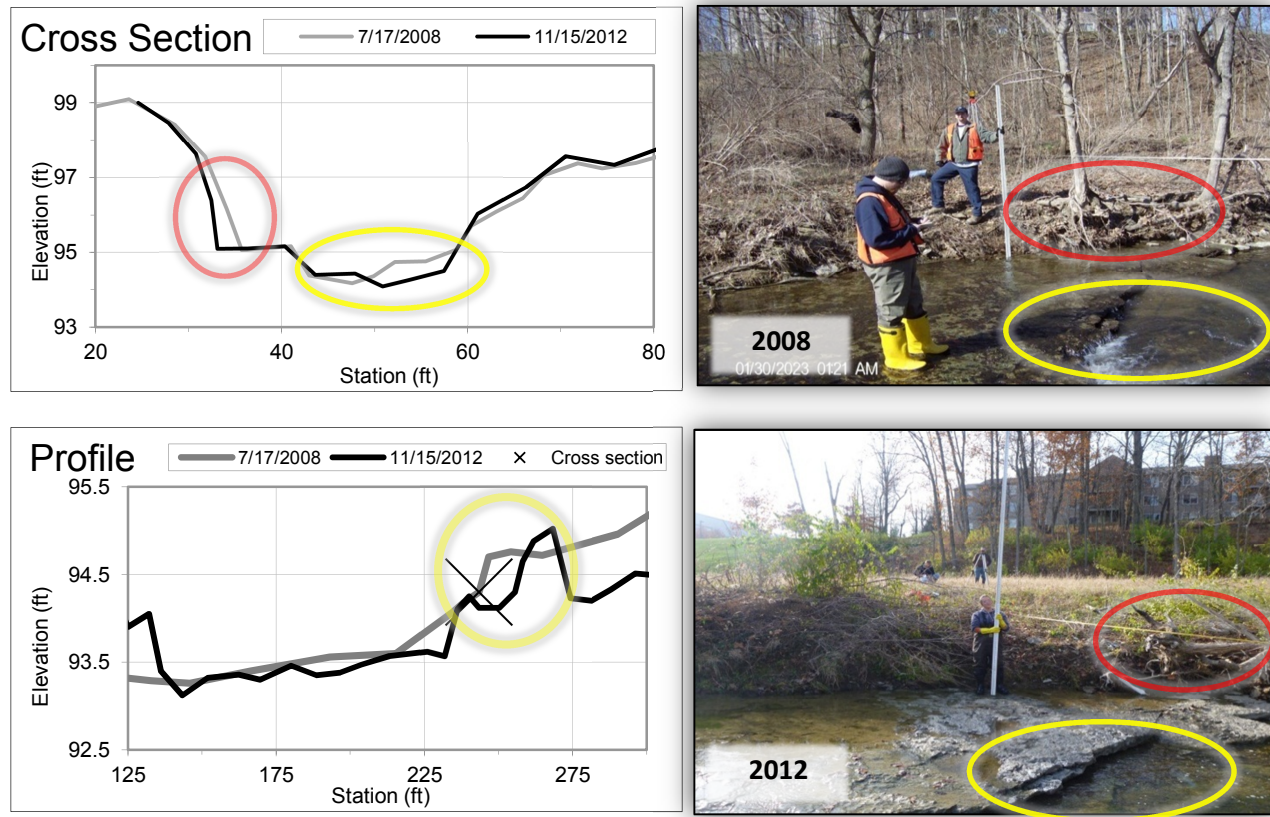 Cross Section
7/17/2008 11/15/2012
Elevation (ft)
99
97
95
93
20 40 60 80
Station (ft)
2008
01/30/2023 01:21 AM
Profile
7/17/2008 11/15/2012 × Cross section
Elevation (ft)
95.5
94.5
93.5
92.5
125 175 225 275
Station (ft)
2012